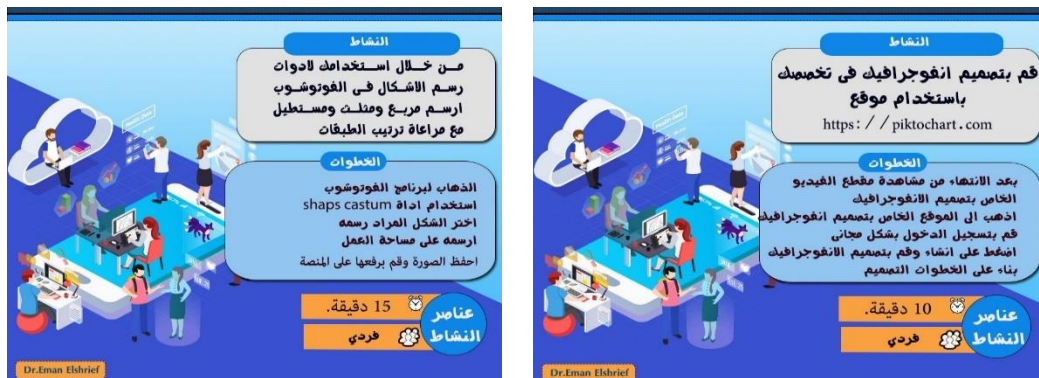 النشاط
من خلال استخدامك لادوات
رسم الاشكال فى الفوتوشوب
ارسم مربع ومثلث ومستطيل
مع مراعاة ترتيب الطبقات
الخطوات
الذهاب لبرنامج الفوتوشوب
استخدام اداة shaps castum
اختر الشكل المراد رسمه
ارسمه على مساحة العمل
احفظ الصورة وقم برفعها على المنصة
عناصر النشاط
15 دقيقة.
فردي
Dr.Eman Elshrief
النشاط
قم بتصميم انفوجرافيك فى تخصصك
باستخدام موقع
https://piktochart.com
الخطوات
بعد الانتهاء من مشاهدة مقطع الفيديو
الخاص بتصميم الانفوجرافيك
اذهب الى الموقع الخاص بتصميم انفوجرافيك
قم بتسجيل الدخول بشكل مجانى
اضغط على انشاء وقم بتصميم الانفوجرافيك
بناء على الخطوات التصميم
عناصر النشاط
10 دقيقة.
فردي
Dr.Eman Elshrief